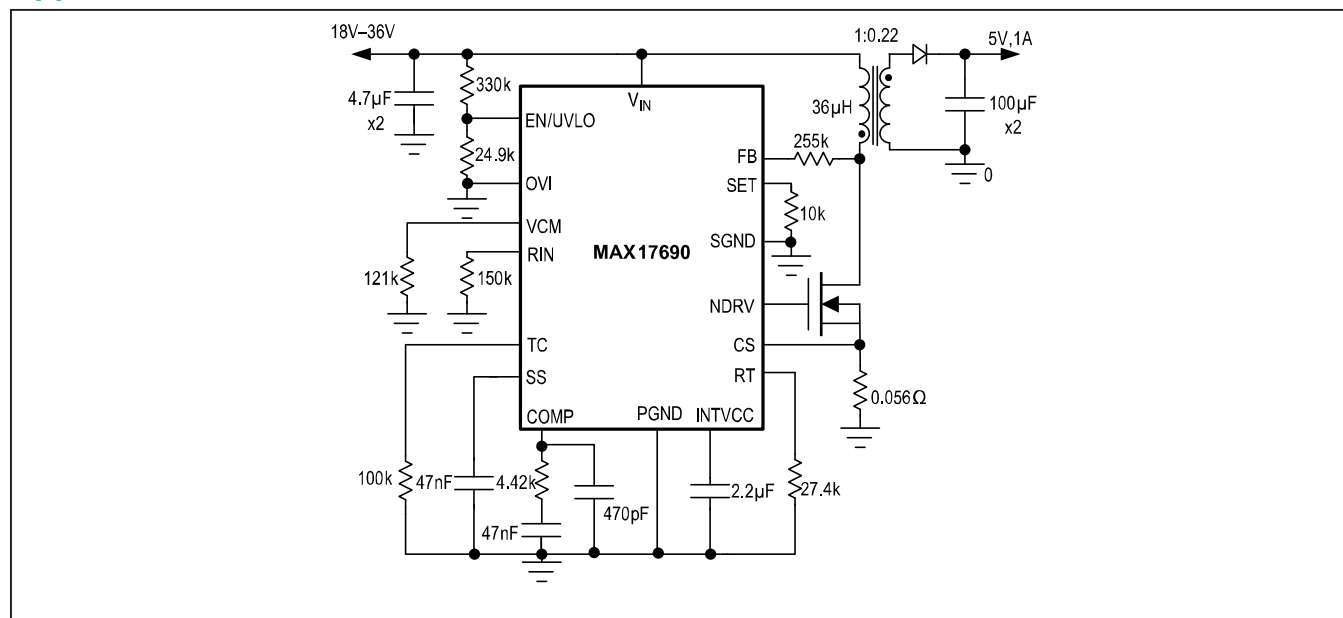 18V–36V
1:0.22
5V,1A
4.7µF
x2
330k
VIN
36µH
100µF
x2
EN/UVLO
24.9k
FB
255k
OVI
SET
0
VCM
10k
RIN
MAX17690
SGND
121k
150k
NDRV
TC
CS
SS
RT
0.056Ω
COMP
PGND
INTVCC
100k
47nF
4.42k
470pF
2.2µF
27.4k
47nF